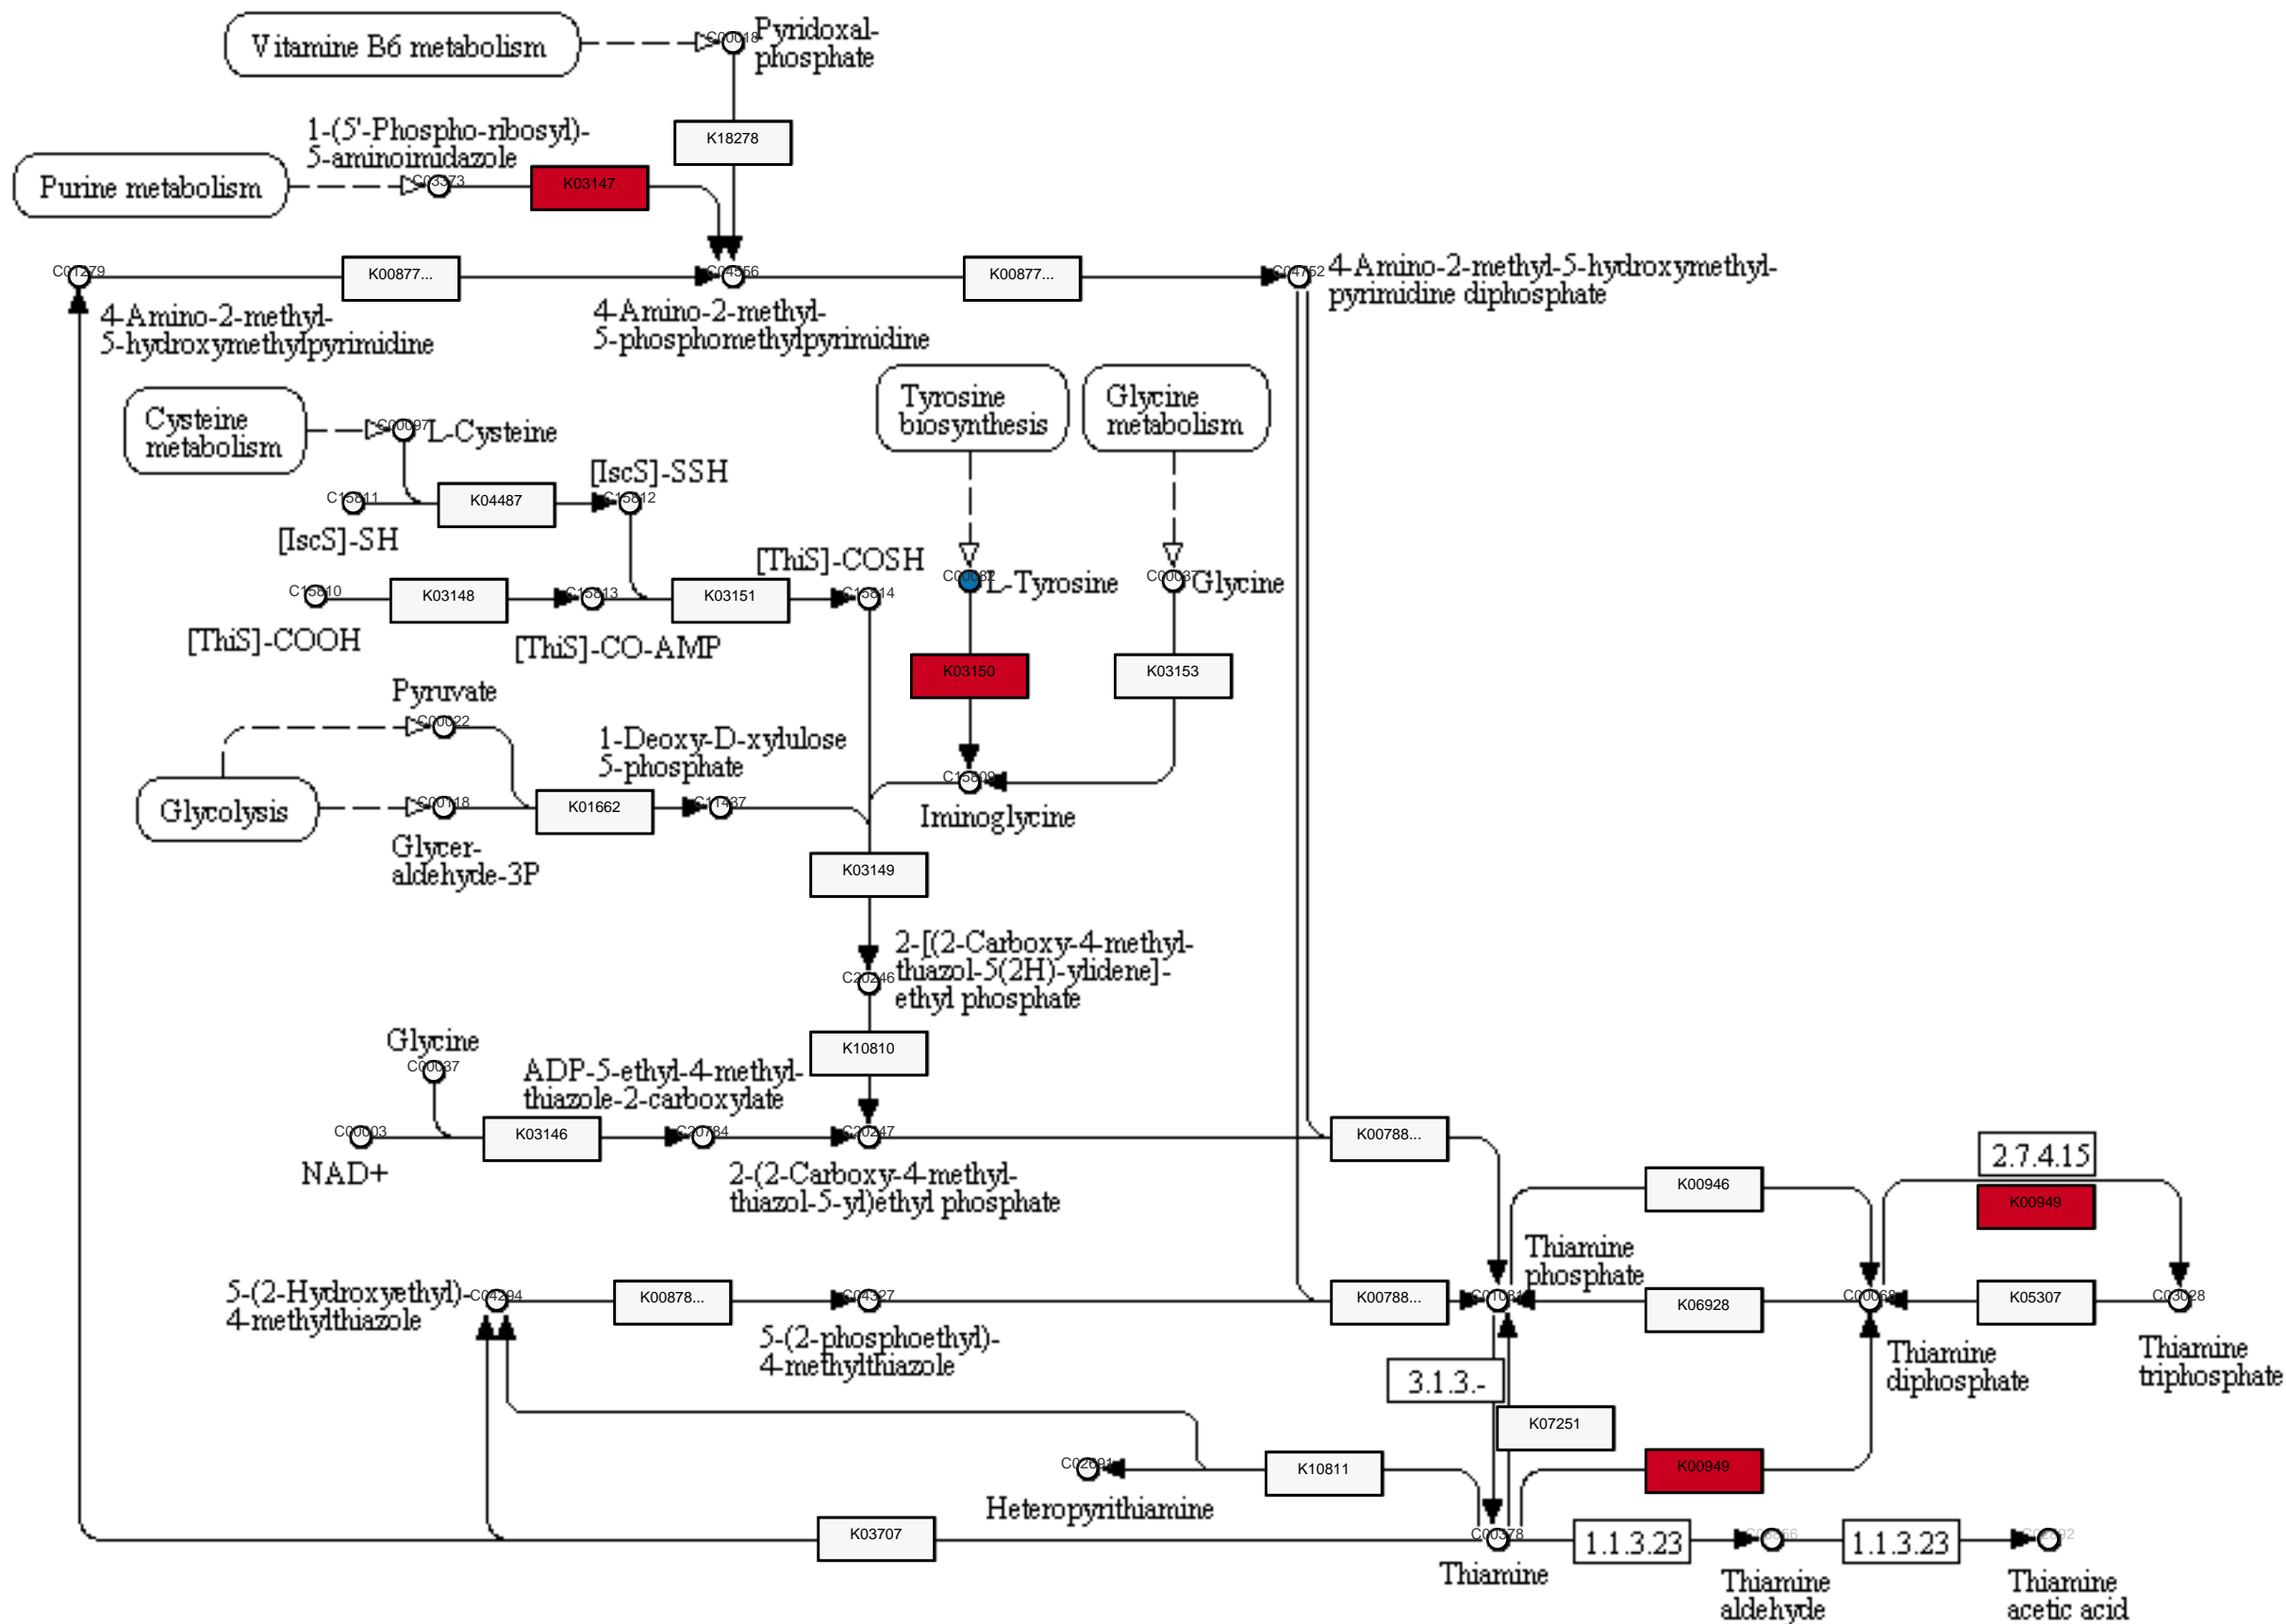 Vitamine B6 metabolism
C00018
Pyridoxal-
phosphate
K18278
1-(5'-Phospho-ribosyl)-
5-aminoimidazole
Purine metabolism
C03373
K03147
C01279
K00877...
C04556
K00877...
C04752
4-Amino-2-methyl-5-hydroxymethyl-
pyrimidine diphosphate
4-Amino-2-methyl-
5-hydroxymethylpyrimidine
4-Amino-2-methyl-
5-phosphomethylpyrimidine
Cysteine
metabolism
C00097
L-Cysteine
Tyrosine
biosynthesis
Glycine
metabolism
[IscS]-SSH
C15811
K04487
C15812
[IscS]-SH
[ThiS]-COSH
C00082
L-Tyrosine
C00037
Glycine
C15810
K03148
C15813
K03151
C15814
[ThiS]-COOH
[ThiS]-CO-AMP
K03150
K03153
Pyruvate
C00022
1-Deoxy-D-xylulose
5-phosphate
C15809
Iminoglycine
Glycolysis
C00118
K01662
C11437
Glycer-
aldehyde-3P
K03149
2-[(2-Carboxy-4-methyl-
thiazol-5(2H)-ylidene]-
ethyl phosphate
C20246
Glycine
C00037
K10810
ADP-5-ethyl-4-methyl-
thiazole-2-carboxylate
C00003
K03146
C20784
C20247
K00788...
NAD+
2-(2-Carboxy-4-methyl-
thiazol-5-yl)ethyl phosphate
2.7.4.15
K00946
K00949
Thiamine
phosphate
5-(2-Hydroxyethyl)-
4-methylthiazole
C04294
K00878...
C04327
K00788...
C01081
K06928
C00068
K05307
C03028
5-(2-phosphoethyl)-
4-methylthiazole
Thiamine
diphosphate
Thiamine
triphosphate
3.1.3.-
K07251
C02691
K10811
K00949
Heteropyrithiamine
K03707
C00378
1.1.3.23
1.1.3.23
Thiamine
Thiamine
aldehyde
Thiamine
acetic acid